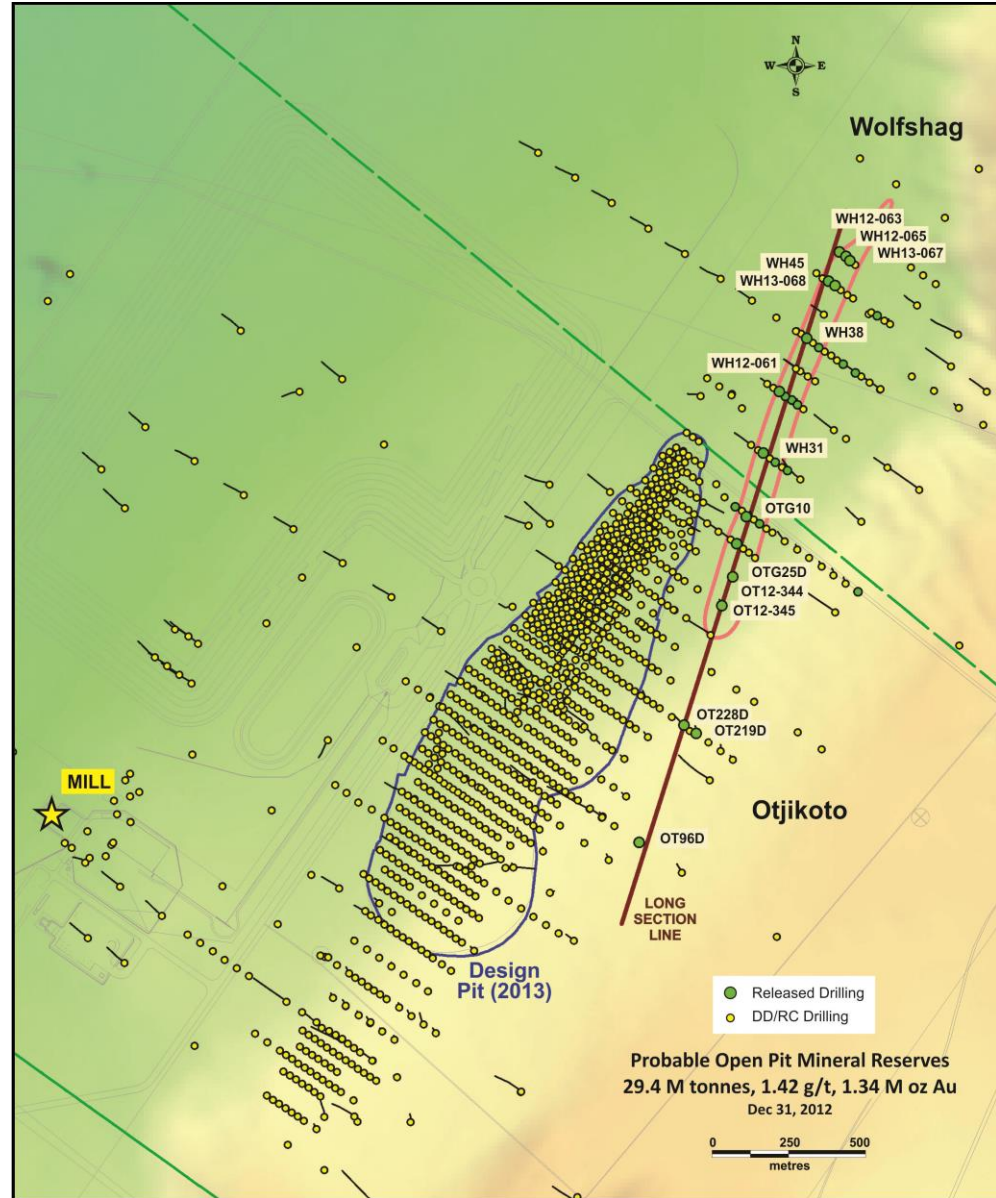 N
W E
S
Wolfshag
WH12-063
WH12-065
WH13-067
WH45
WH13-068
WH38
WH12-061
WH31
OTG10
OTG25D
OT12-344
OT12-345
OT228D
OT219D
MILL
Otjikoto
OT96D
LONG
SECTION
LINE
Design
Pit (2013)
Released Drilling
DD/RC Drilling
Probable Open Pit Mineral Reserves
29.4 M tonnes, 1.42 g/t, 1.34 M oz Au
Dec 31, 2012
0 250 500
metres